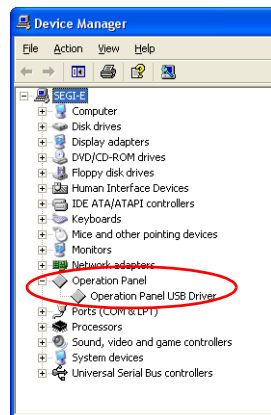 Device Manager
File Action View Help
SEGI-E
Computer
Disk drives
Display adapters
DVD/CD-ROM drives
Floppy disk drives
Human Interface Devices
IDE ATA/ATAPI controllers
Keyboards
Mice and other pointing devices
Monitors
Network adapters
Operation Panel
Operation Panel USB Driver
Ports (COM & LPT)
Processors
Sound, video and game controllers
System devices
Universal Serial Bus controllers